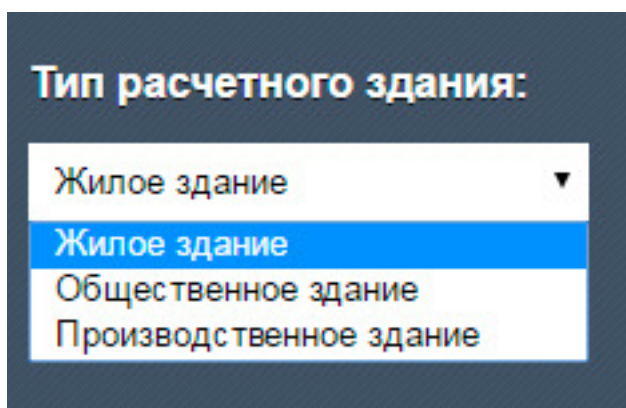 Тип расчетного здания:
Жилое здание
Жилое здание
Общественное здание
Производственное здание